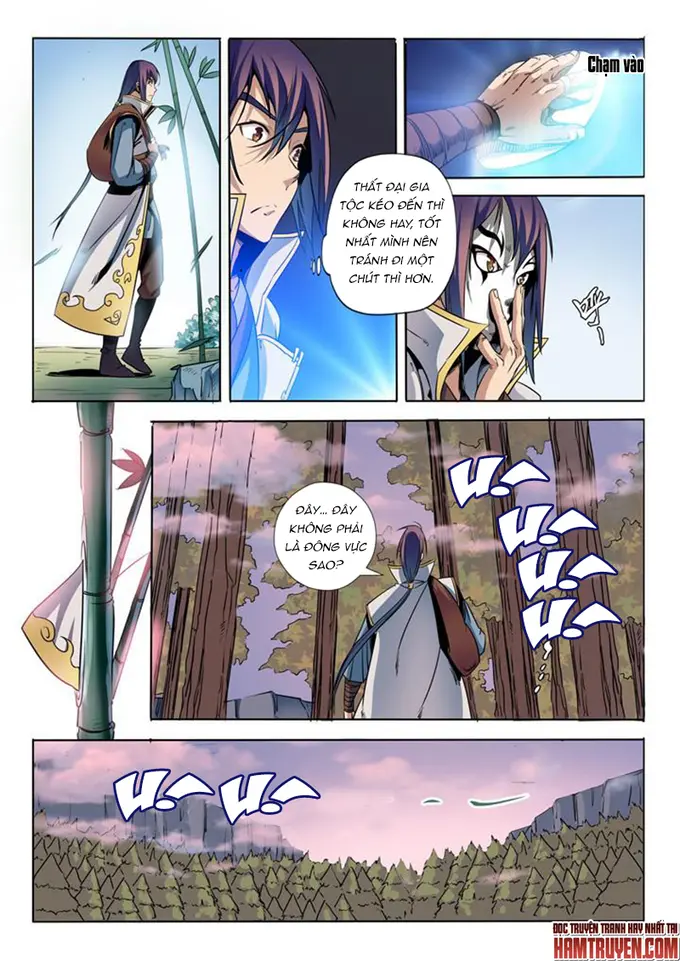 Chạm vào
THẤT ĐẠI GIA
TỘC KÉO ĐẾN THÌ
KHÔNG HAY, TỐT
NHẤT MÌNH NÊN
TRÁNH ĐI MỘT
CHÚT THÌ HƠN.
ĐÂY... ĐÂY
KHÔNG PHẢI
LÀ ĐÔNG VỰC
SAO?
ĐỌC TRUYỆN TRANH HAY NHẤT TẠI
HAMTRUYEN.COM